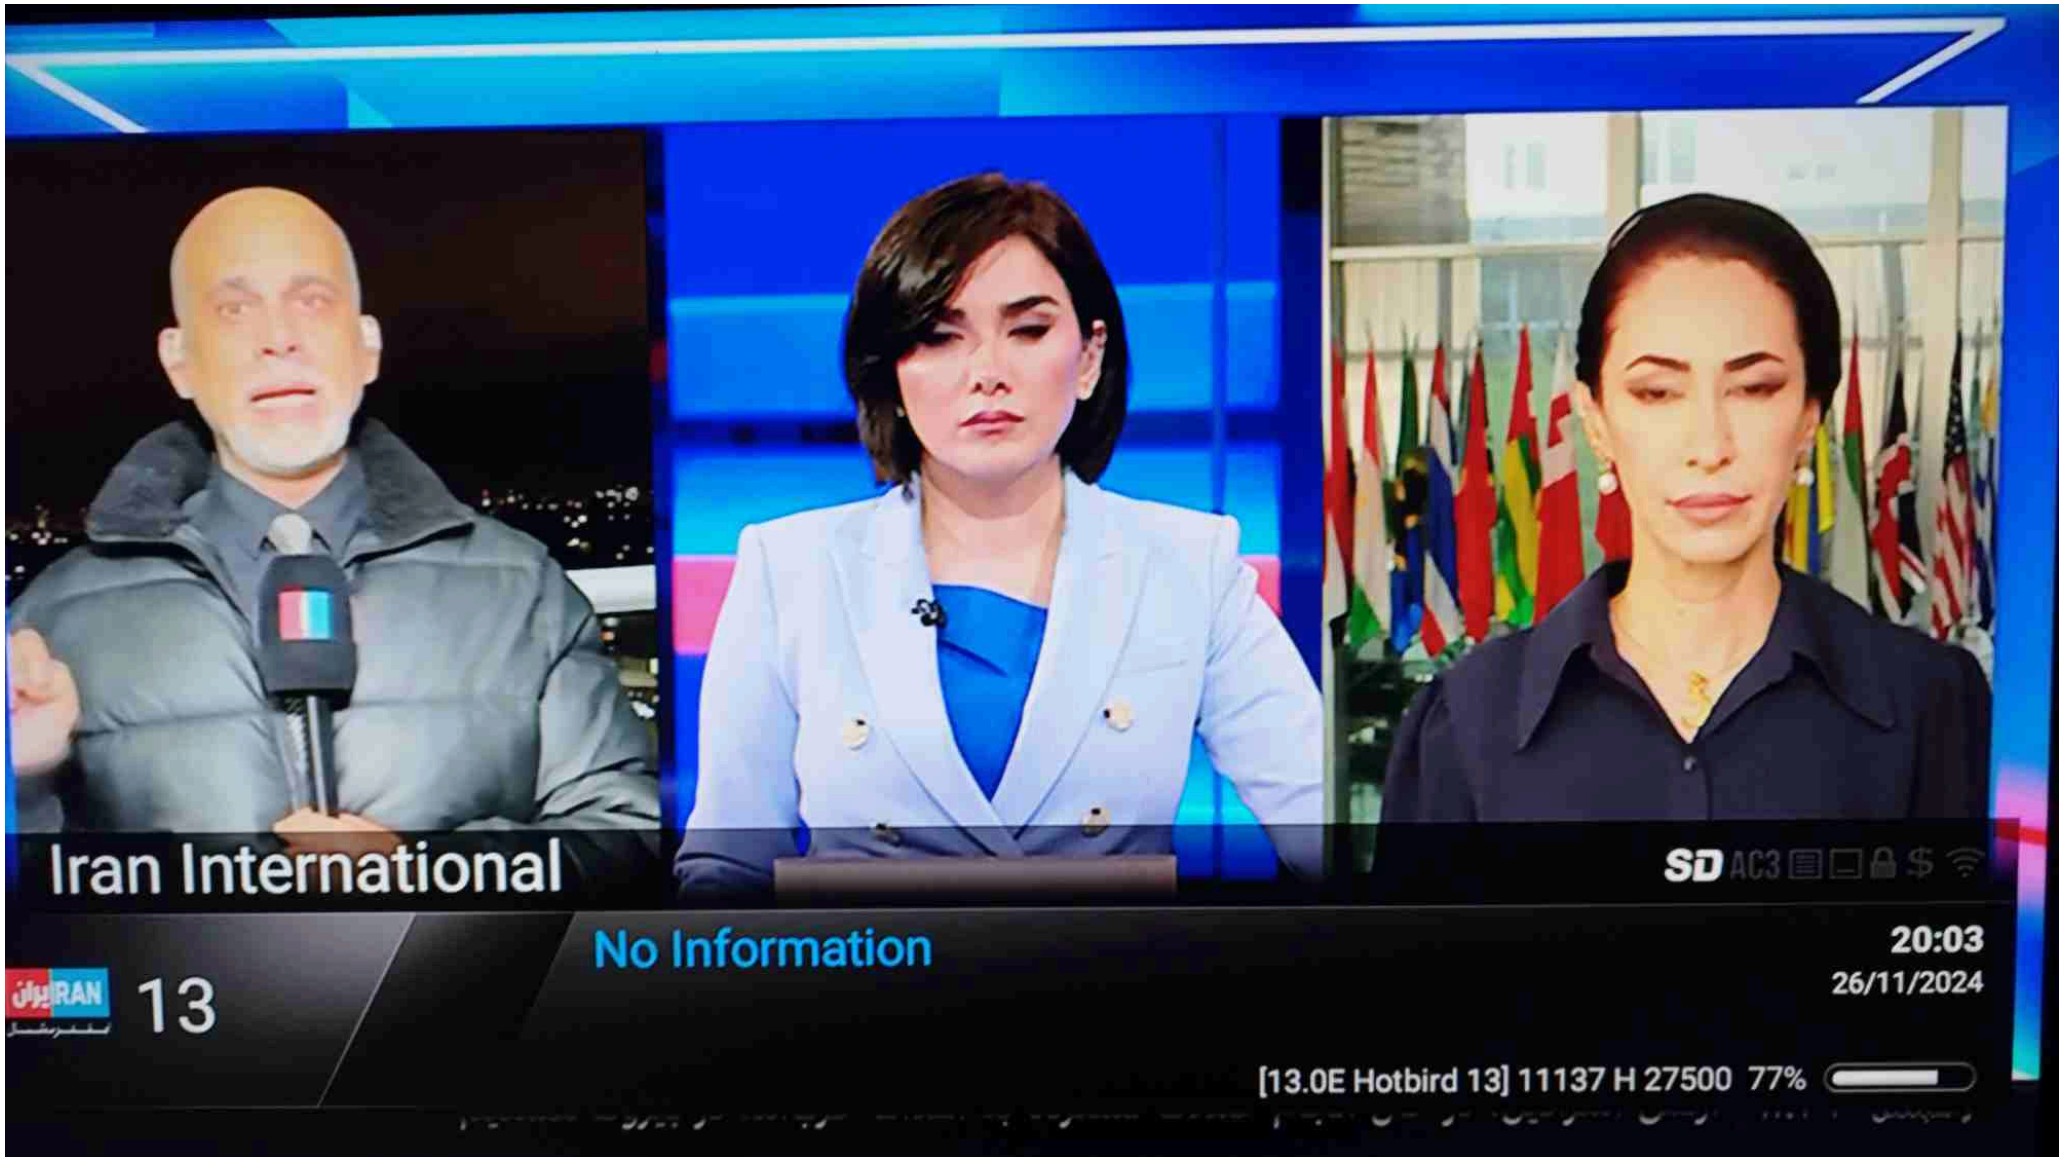 Iran International
SD AC3 $
No Information
20:03
26/11/2024
ایران IRAN
اینترنشنال
13
[13.0E Hotbird 13] 11137 H 27500 77%